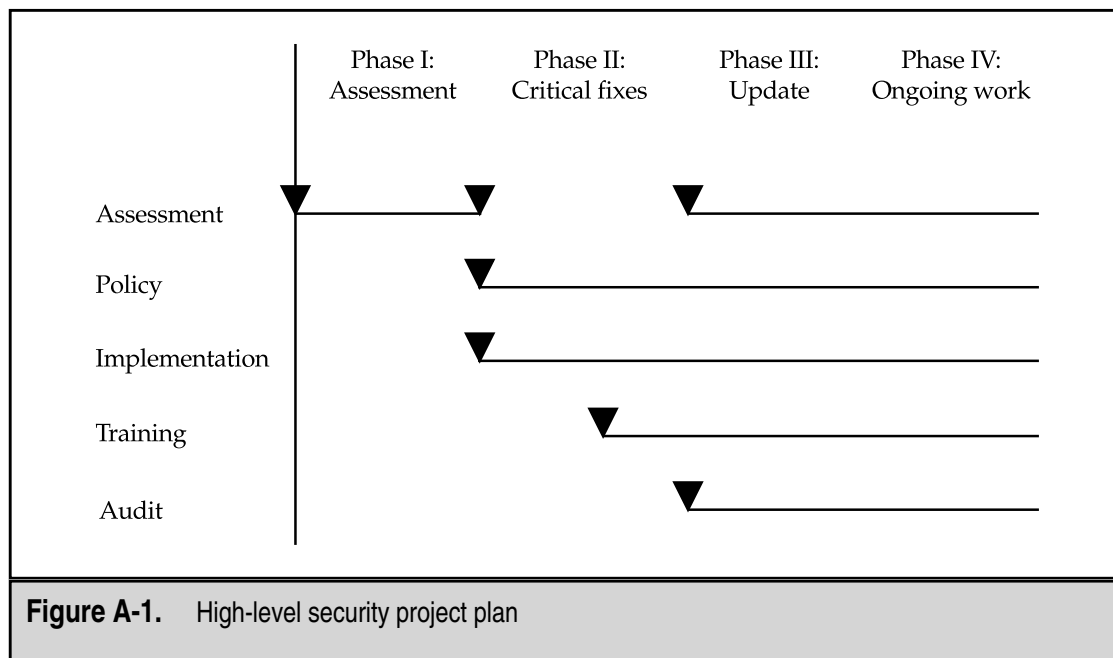 Phase I: Phase II: Phase III: Phase IV:
Assessment Critical fixes Update Ongoing work
Assessment
Policy
Implementation
Training
Audit
Figure A-1. High-level security project plan